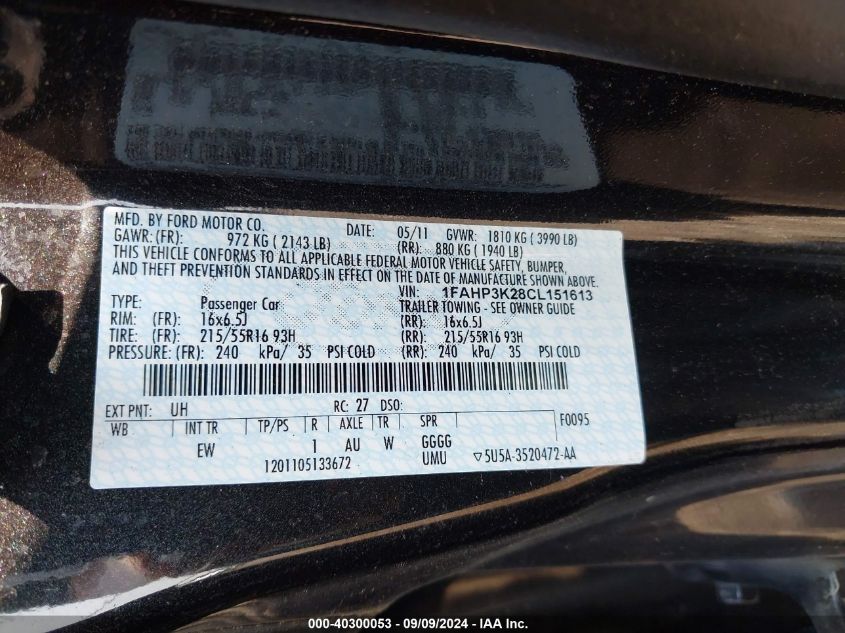 MFD. BY FORD MOTOR CO. DATE: 05/11 GVWR: 1810 KG ( 3990 LB)
GAWR: (FR): 972 KG ( 2143 LB) (RR): 880 KG ( 1940 LB)
THIS VEHICLE CONFORMS TO ALL APPLICABLE FEDERAL MOTOR VEHICLE SAFETY, BUMPER,
AND THEFT PREVENTION STANDARDS IN EFFECT ON THE DATE OF MANUFACTURE SHOWN ABOVE.
VIN: 1FAHP3K28CL151613
TYPE: Passenger Car TRAILER TOWING - SEE OWNER GUIDE
RIM: (FR): 16x6.5J (RR): 16x6.5J
TIRE: (FR): 215/55R16 93H (RR): 215/55R16 93H
PRESSURE: (FR): 240 kPa/ 35 PSI COLD (RR): 240 kPa/ 35 PSI COLD
EXT PNT: UH RC: 27 DSO:
WB INT TR TP/PS R AXLE TR SPR F0095
EW 1 AU W GGGG
1201105133672 UMU ▽5U5A-3520472-AA
000-40300053 - 09/09/2024 - IAA Inc.